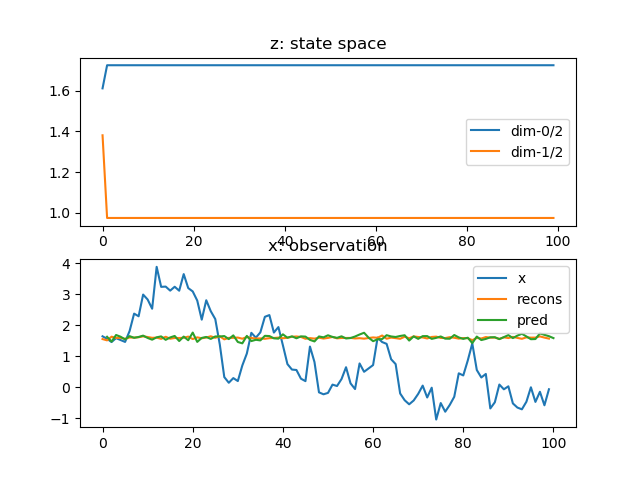 z: state space
1.6
1.4
1.2
1.0
dim-0/2
dim-1/2
0 20 40 60 80 100
x: observation
4
3
2
1
0
−1
x
recons
pred
0 20 40 60 80 100